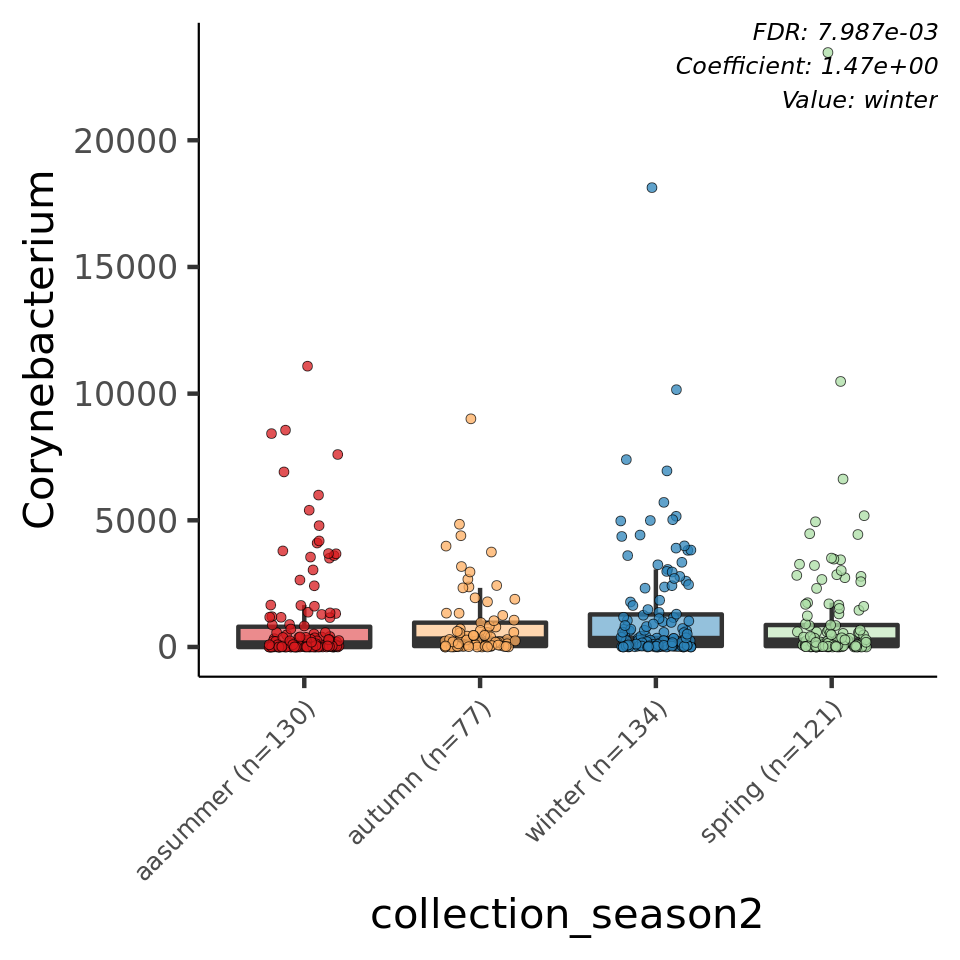 FDR: 7.987e-03
Coefficient: 1.47e+00
Value: winter
Corynebacterium
20000
15000
10000
5000
0
aasummer (n=130)
autumn (n=77)
winter (n=134)
spring (n=121)
collection_season2